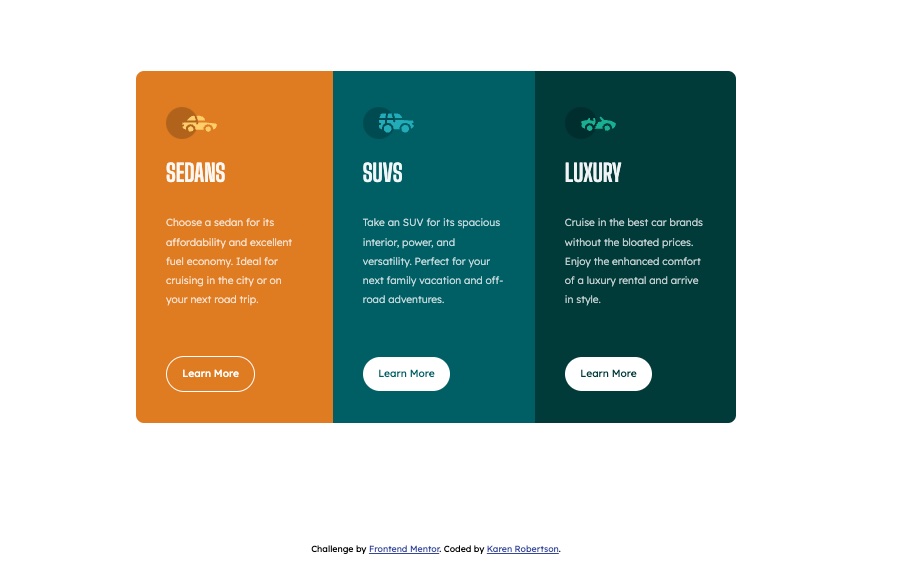 SEDANS
Choose a sedan for its
affordability and excellent
fuel economy. Ideal for
cruising in the city or on
your next road trip.
Learn More
SUVS
Take an SUV for its spacious
interior, power, and
versatility. Perfect for your
next family vacation and off-
road adventures.
Learn More
LUXURY
Cruise in the best car brands
without the bloated prices.
Enjoy the enhanced comfort
of a luxury rental and arrive
in style.
Learn More
Challenge by Frontend Mentor. Coded by Karen Robertson.